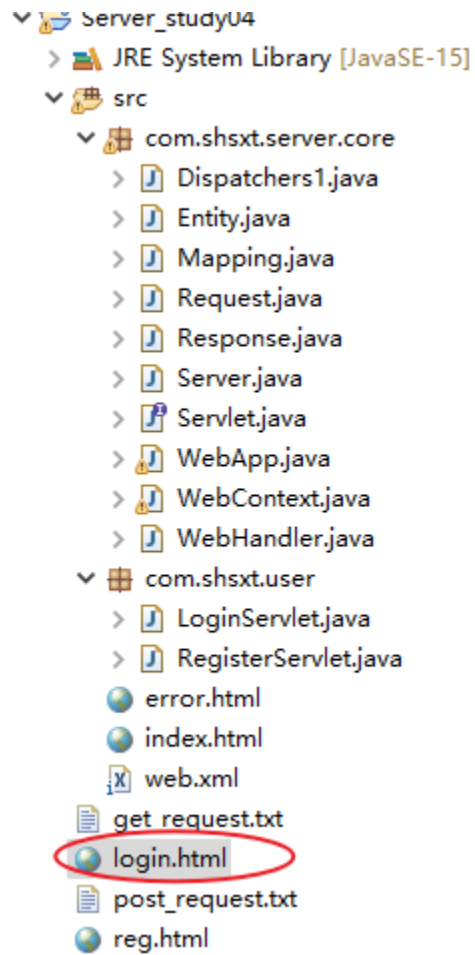 Server_study04
JRE System Library [JavaSE-15]
src
com.shsxt.server.core
Dispatchers1.java
Entity.java
Mapping.java
Request.java
Response.java
Server.java
Servlet.java
WebApp.java
WebContext.java
WebHandler.java
com.shsxt.user
LoginServlet.java
RegisterServlet.java
error.html
index.html
web.xml
get_request.txt
login.html
post_request.txt
reg.html